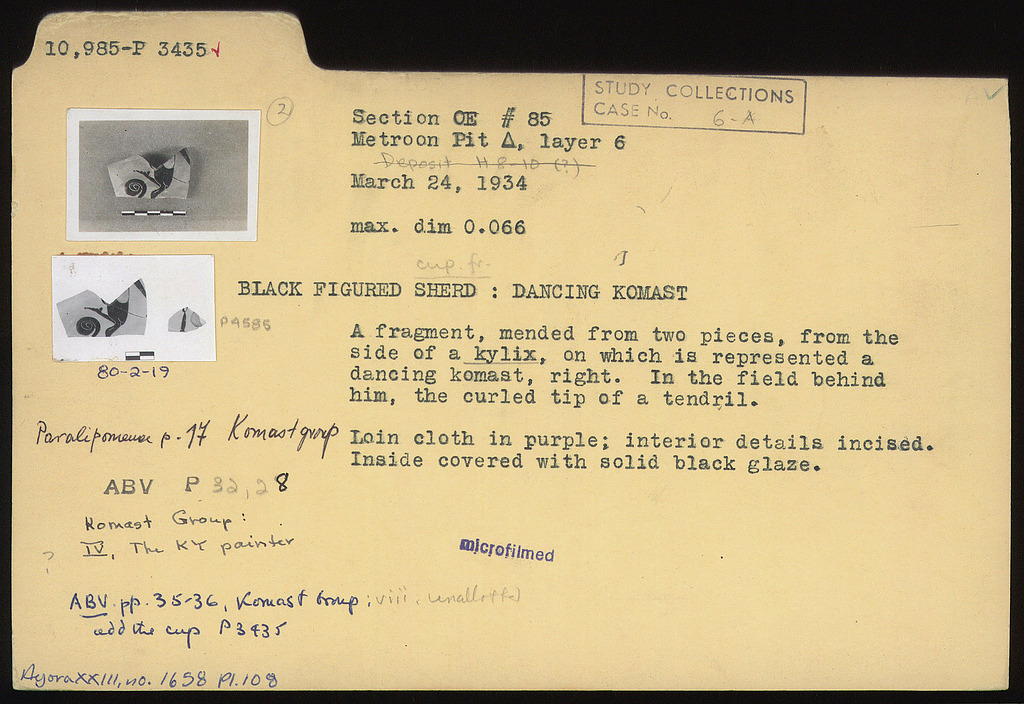 10,985-P 3435
STUDY COLLECTIONS
CASE No. 6-A
2
Section OE # 85
Metroon Pit Δ, layer 6
Deposit H 8-10 (?)
March 24, 1934
max. dim 0.066
cup. fr.
BLACK FIGURED SHERD : DANCING KOMAST
P4585
80-2-19
A fragment, mended from two pieces, from the
side of a kylix, on which is represented a
dancing komast, right. In the field behind
him, the curled tip of a tendril.
Loin cloth in purple; interior details incised.
Inside covered with solid black glaze.
Paralipomena p. 17 Komast group
ABV P 32, 28
Komast Group:
? IV, The KY painter
microfilmed
ABV pp. 35-36, Komast Group; viii. unallotted
add the cup P3435
Agora XXIII, no. 1658 Pl. 108